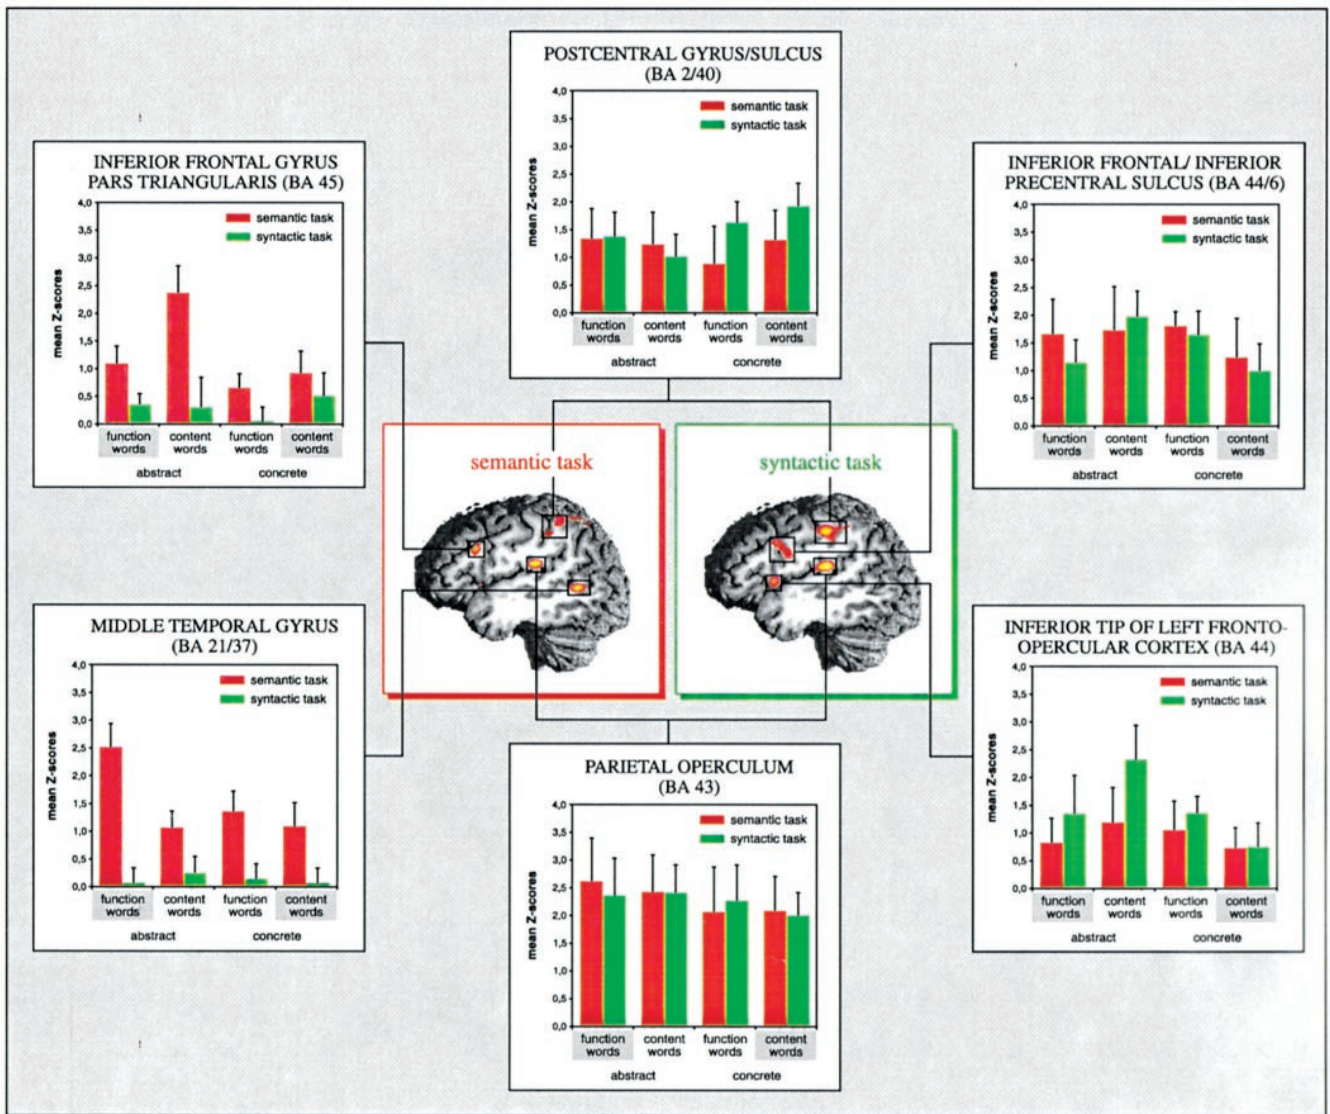 POSTCENTRAL GYRUS/SULCUS
(BA 2/40)
mean Z-scores
4,0
3,5
3,0
2,5
2,0
1,5
1,0
0,5
0,0
semantic task
syntactic task
function words
content words
function words
content words
abstract
concrete
INFERIOR FRONTAL GYRUS
PARS TRIANGULARIS (BA 45)
mean Z-scores
4,0
3,5
3,0
2,5
2,0
1,5
1,0
0,5
0,0
semantic task
syntactic task
function words
content words
function words
content words
abstract
concrete
INFERIOR FRONTAL/ INFERIOR
PRECENTRAL SULCUS (BA 44/6)
mean Z-scores
4,0
3,5
3,0
2,5
2,0
1,5
1,0
0,5
0,0
semantic task
syntactic task
function words
content words
function words
content words
abstract
concrete
semantic task
syntactic task
MIDDLE TEMPORAL GYRUS
(BA 21/37)
mean Z-scores
4,0
3,5
3,0
2,5
2,0
1,5
1,0
0,5
0,0
semantic task
syntactic task
function words
content words
function words
content words
abstract
concrete
PARIETAL OPERCULUM
(BA 43)
mean Z-scores
4,0
3,5
3,0
2,5
2,0
1,5
1,0
0,5
0,0
semantic task
syntactic task
function words
content words
function words
content words
abstract
concrete
INFERIOR TIP OF LEFT FRONTO-
OPERCULAR CORTEX (BA 44)
mean Z-scores
4,0
3,5
3,0
2,5
2,0
1,5
1,0
0,5
0,0
semantic task
syntactic task
function words
content words
function words
content words
abstract
concrete